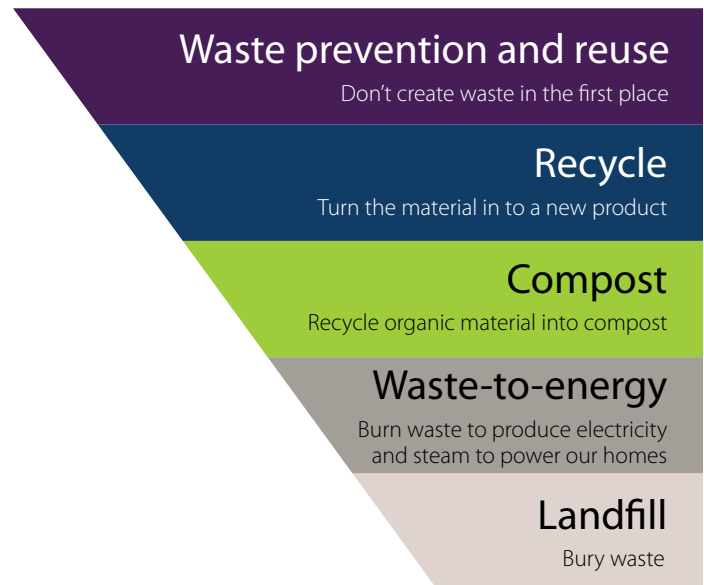 Waste prevention and reuse
Don’t create waste in the first place
Recycle
Turn the material in to a new product
Compost
Recycle organic material into compost
Waste-to-energy
Burn waste to produce electricity
and steam to power our homes
Landfill
Bury waste